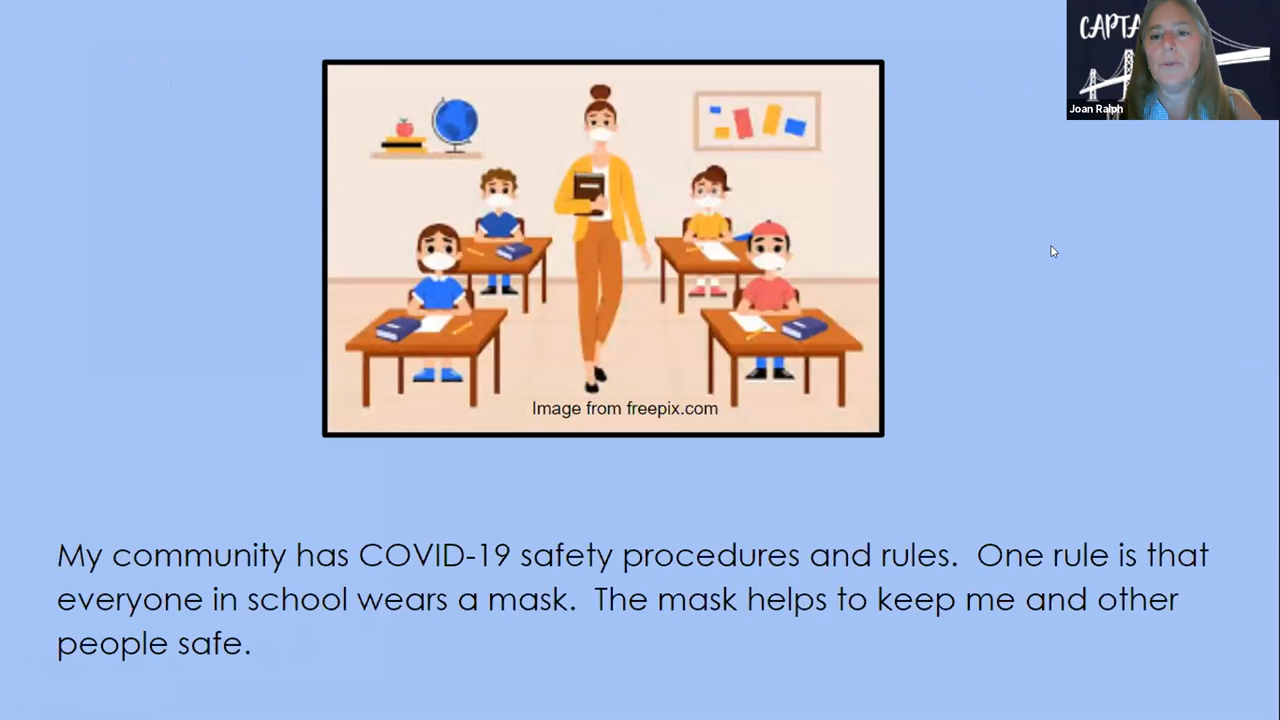 CAPTA
Joan Ralph
Image from freepix.com
My community has COVID-19 safety procedures and rules.  One rule is that
everyone in school wears a mask.  The mask helps to keep me and other
people safe.